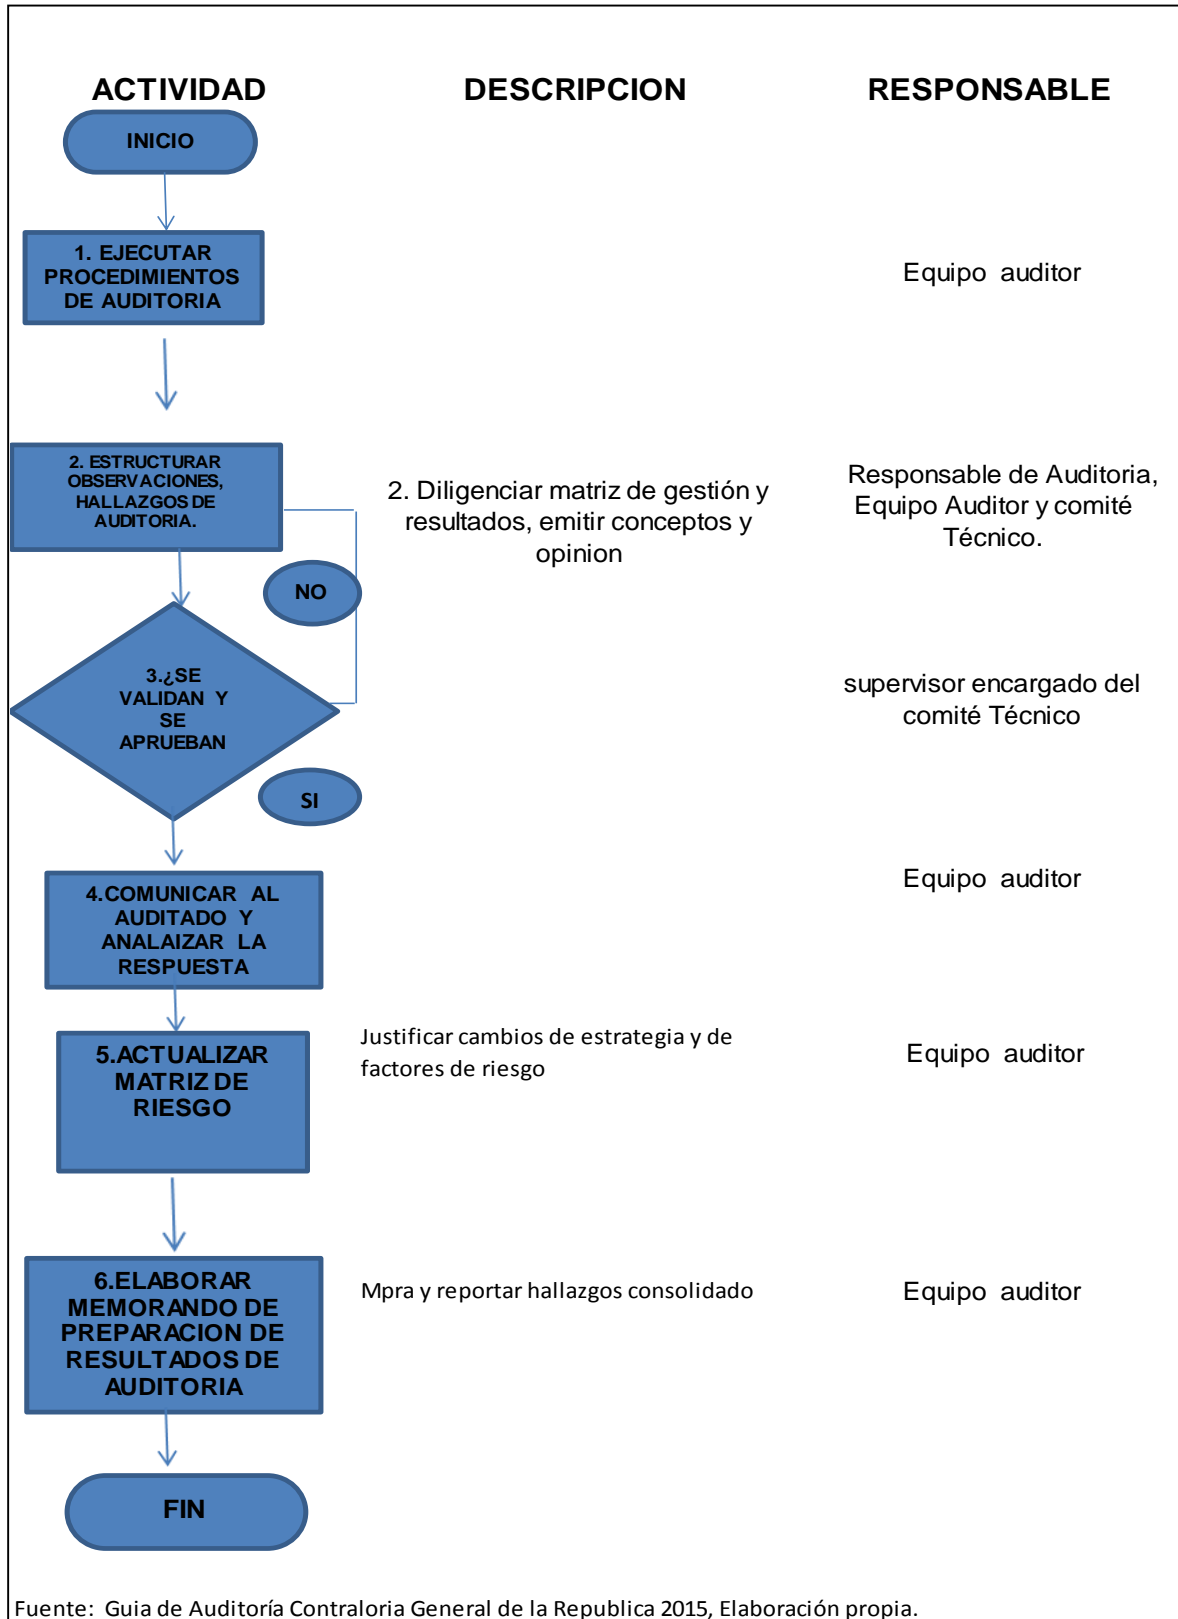 ACTIVIDAD DESCRIPCION RESPONSABLE
INICIO
1. EJECUTAR
PROCEDIMIENTOS
DE AUDITORIA
Equipo auditor
2. ESTRUCTURAR
OBSERVACIONES,
HALLAZGOS DE
AUDITORIA.
2. Diligenciar matriz de gestión y
resultados, emitir conceptos y
opinion
Responsable de Auditoria,
Equipo Auditor y comité
Técnico.
NO
3.¿SE
VALIDAN Y
SE
APRUEBAN
supervisor encargado del
comité Técnico
SI
4.COMUNICAR AL
AUDITADO Y
ANALAIZAR LA
RESPUESTA
Equipo auditor
5.ACTUALIZAR
MATRIZ DE
RIESGO
Justificar cambios de estrategia y de
factores de riesgo
Equipo auditor
6.ELABORAR
MEMORANDO DE
PREPARACION DE
RESULTADOS DE
AUDITORIA
Mpra y reportar hallazgos consolidado
Equipo auditor
FIN
Fuente: Guia de Auditoría Contraloria General de la Republica 2015, Elaboración propia.